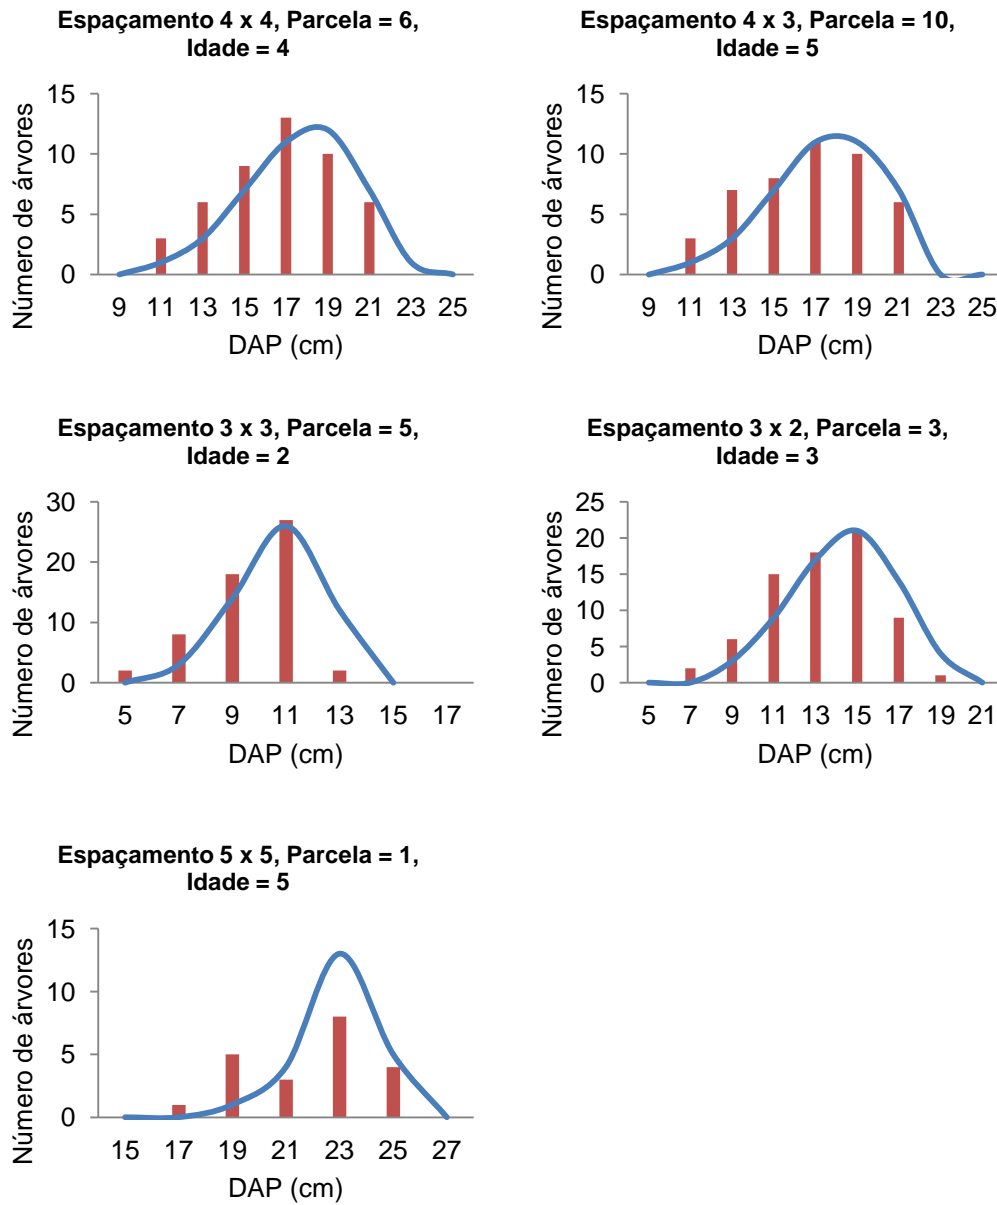 Espaçamento 4 x 4, Parcela = 6,
Idade = 4
15
10
5
0
Número de árvores
9 11 13 15 17 19 21 23 25
DAP (cm)
Espaçamento 4 x 3, Parcela = 10,
Idade = 5
15
10
5
0
Número de árvores
9 11 13 15 17 19 21 23 25
DAP (cm)
Espaçamento 3 x 3, Parcela = 5,
Idade = 2
30
20
10
0
Número de árvores
5 7 9 11 13 15 17
DAP (cm)
Espaçamento 3 x 2, Parcela = 3,
Idade = 3
25
20
15
10
5
0
Número de árvores
5 7 9 11 13 15 17 19 21
DAP (cm)
Espaçamento 5 x 5, Parcela = 1,
Idade = 5
15
10
5
0
Número de árvores
15 17 19 21 23 25 27
DAP (cm)